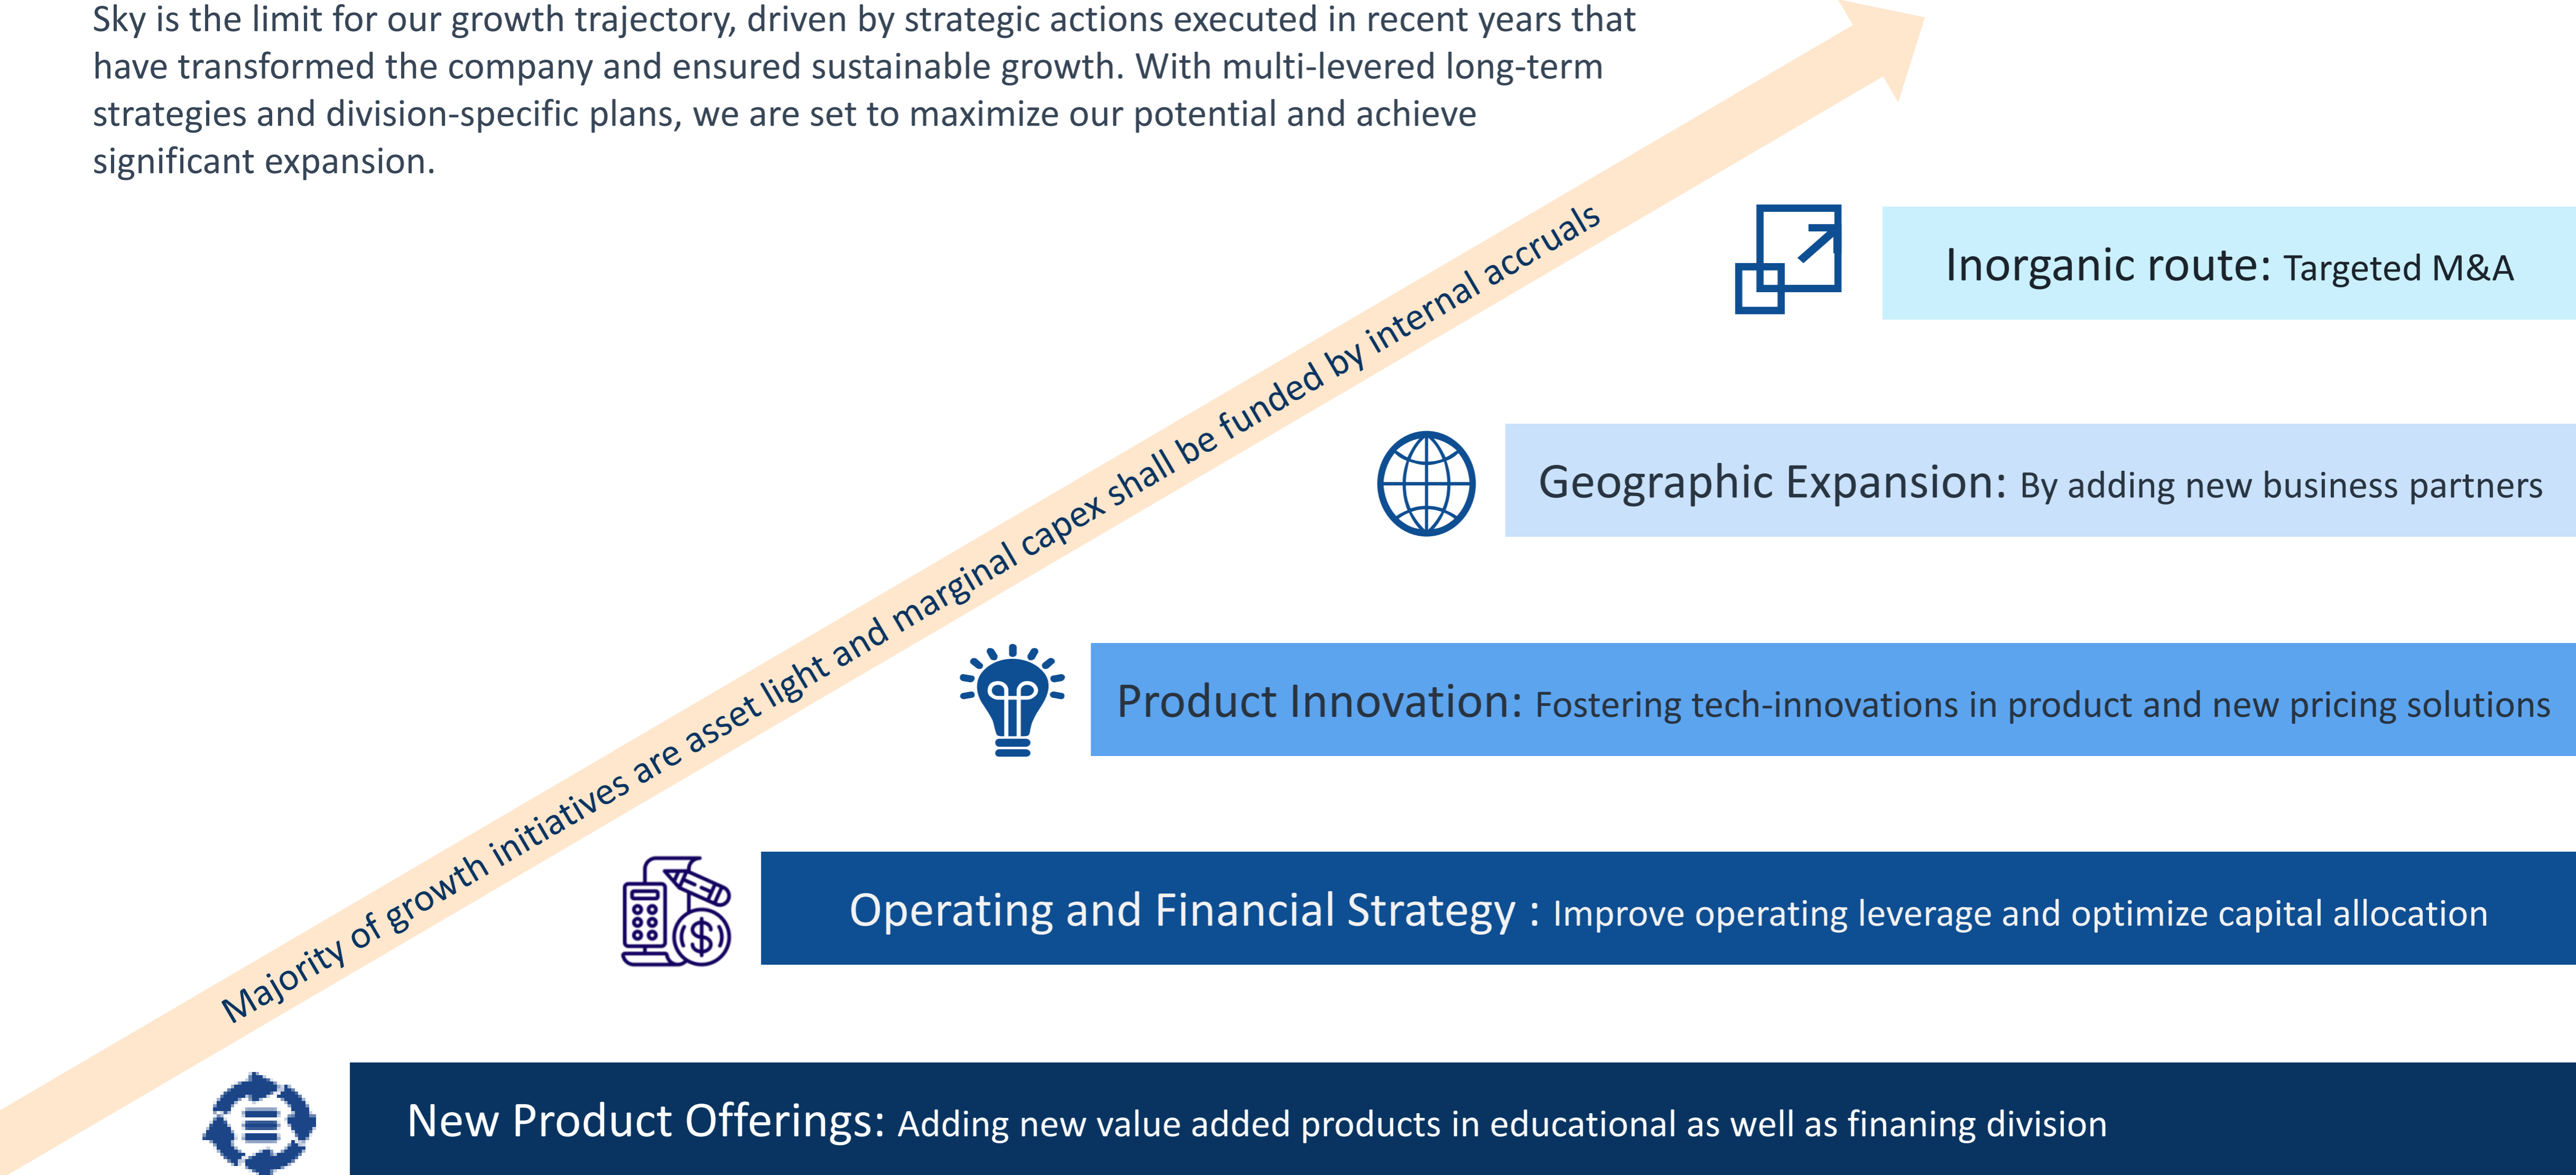 Sky is the limit for our growth trajectory, driven by strategic actions executed in recent years that
have transformed the company and ensured sustainable growth. With multi-levered long-term
strategies and division-specific plans, we are set to maximize our potential and achieve
significant expansion.
Majority of growth initiatives are asset light and marginal capex shall be funded by internal accruals
Inorganic route: Targeted M&A
Geographic Expansion: By adding new business partners
Product Innovation: Fostering tech-innovations in product and new pricing solutions
Operating and Financial Strategy : Improve operating leverage and optimize capital allocation
New Product Offerings: Adding new value added products in educational as well as finaning division